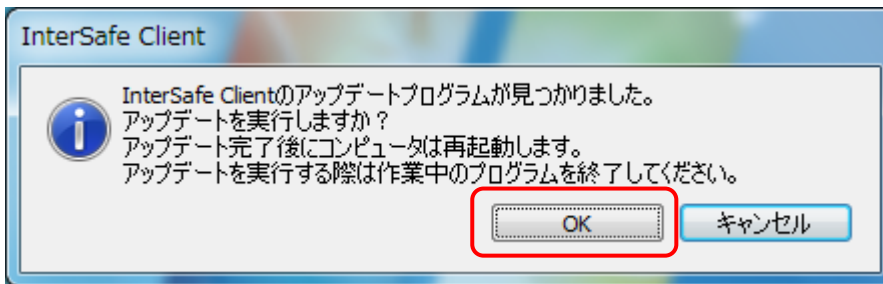 InterSafe Client
InterSafe Clientのアップデートプログラムが見つかりました。
アップデートを実行しますか？
アップデート完了後にコンピュータは再起動します。
アップデートを実行する際は作業中のプログラムを終了してください。
OK
キャンセル